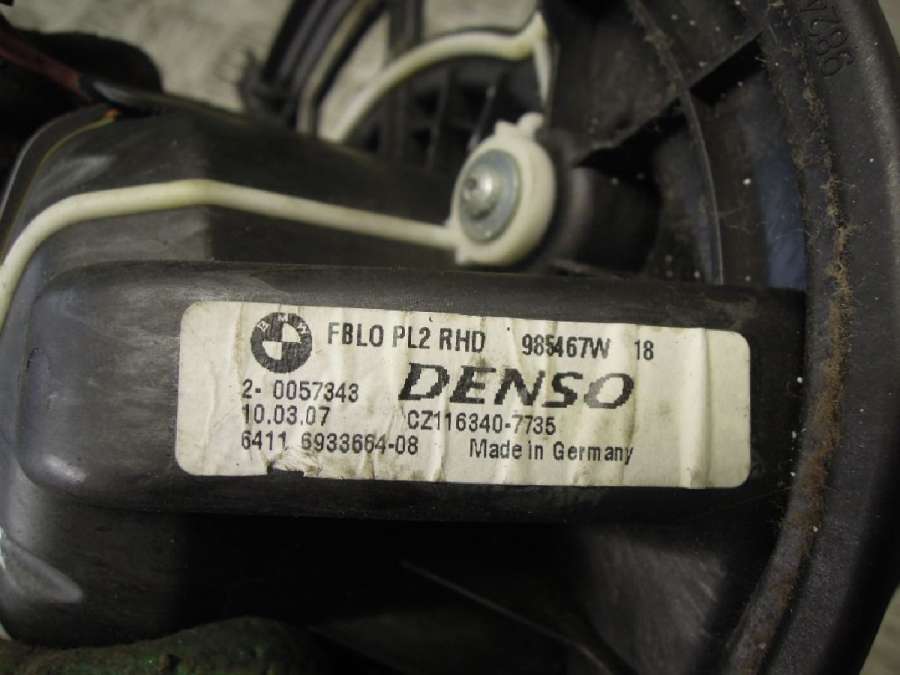 BMW FBLO PL2 RHD 985467W 18
2- 0057343 DENSO
10.03.07 CZ116340-7735
6411 6933664-08 Made in Germany